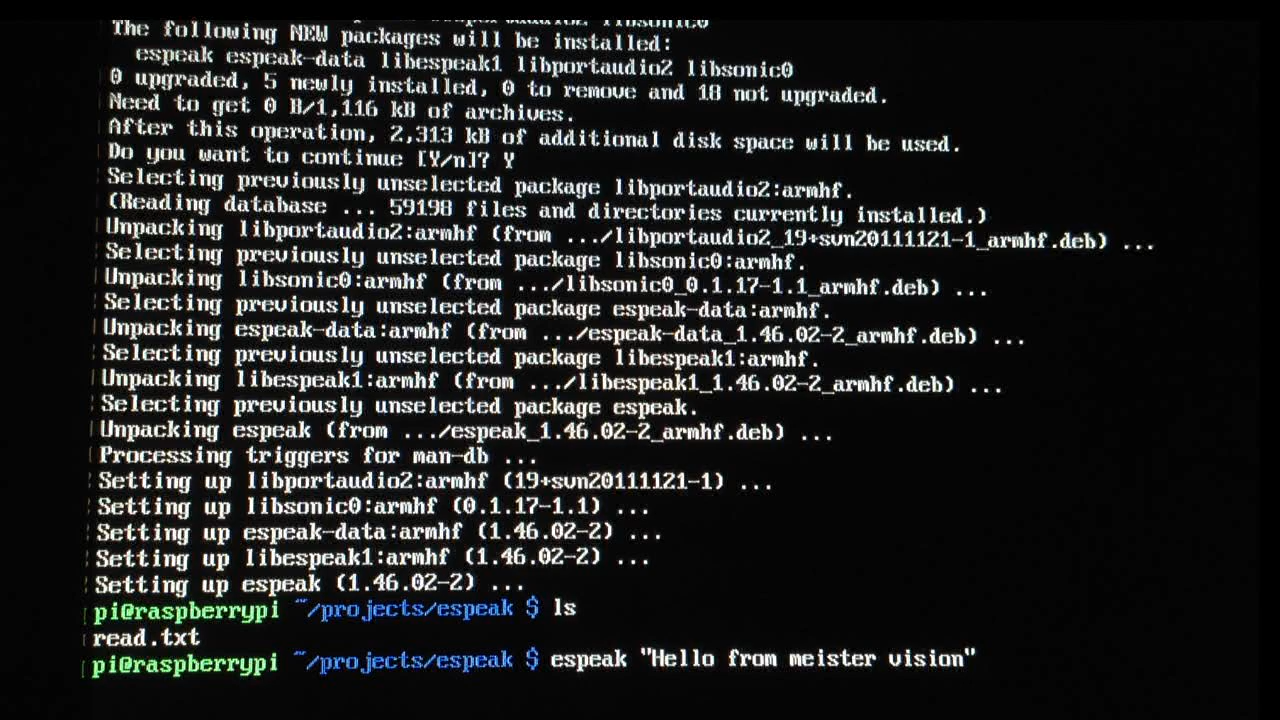 libsonic0
The following NEW packages will be installed:
espeak espeak-data libespeak1 libportaudio2 libsonic0
0 upgraded, 5 newly installed, 0 to remove and 18 not upgraded.
Need to get 0 B/1,116 kB of archives.
After this operation, 2,313 kB of additional disk space will be used.
Do you want to continue [Y/n]? Y
Selecting previously unselected package libportaudio2:armhf.
(Reading database ... 59198 files and directories currently installed.)
Unpacking libportaudio2:armhf (from .../libportaudio2_19+svn20111121-1_armhf.deb) ...
Selecting previously unselected package libsonic0:armhf.
Unpacking libsonic0:armhf (from .../libsonic0_0.1.17-1.1_armhf.deb) ...
Selecting previously unselected package espeak-data:armhf.
Unpacking espeak-data:armhf (from .../espeak-data_1.46.02-2_armhf.deb) ...
Selecting previously unselected package libespeak1:armhf.
Unpacking libespeak1:armhf (from .../libespeak1_1.46.02-2_armhf.deb) ...
Selecting previously unselected package espeak.
Unpacking espeak (from .../espeak_1.46.02-2_armhf.deb) ...
Processing triggers for man-db ...
Setting up libportaudio2:armhf (19+svn20111121-1) ...
Setting up libsonic0:armhf (0.1.17-1.1) ...
Setting up espeak-data:armhf (1.46.02-2) ...
Setting up libespeak1:armhf (1.46.02-2) ...
Setting up espeak (1.46.02-2) ...
pi@raspberrypi ~/projects/espeak $ ls
read.txt
pi@raspberrypi ~/projects/espeak $ espeak "Hello from meister vision"